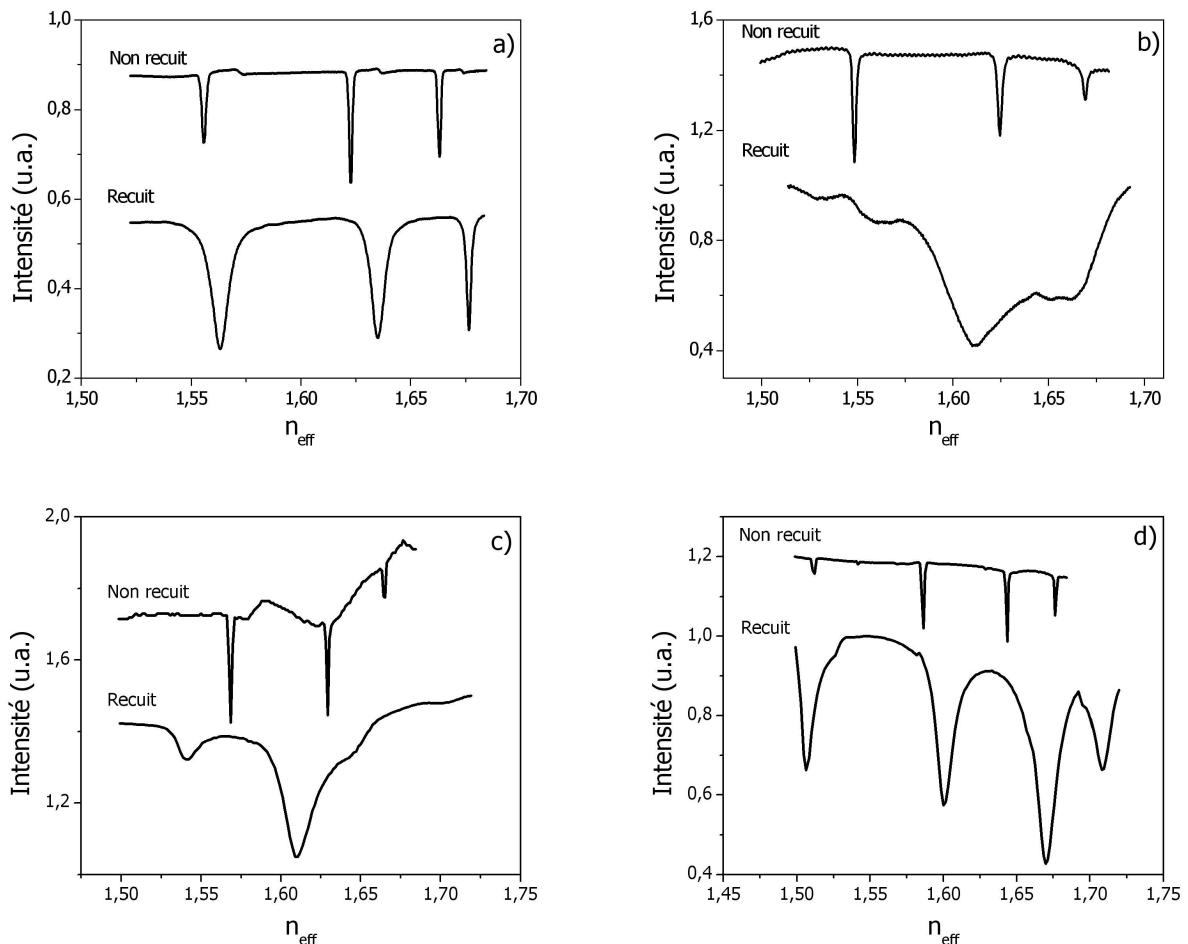 a)
1,0
Non recuit
0,8
0,6
Recuit
0,4
0,2
Intensité (u.a.)
1,50 1,55 1,60 1,65 1,70
n_eff
b)
1,6
Non recuit
1,2
Recuit
0,8
0,4
Intensité (u.a.)
1,50 1,55 1,60 1,65 1,70
n_eff
c)
2,0
Non recuit
1,6
Recuit
1,2
Intensité (u.a.)
1,50 1,55 1,60 1,65 1,70 1,75
n_eff
d)
Non recuit
1,2
Recuit
1,0
0,8
0,6
0,4
Intensité (u.a.)
1,45 1,50 1,55 1,60 1,65 1,70 1,75
n_eff